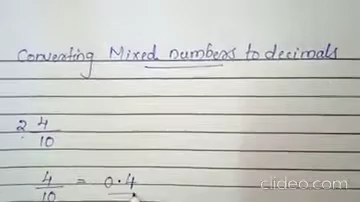 Converting Mixed numbers to decimals
2 4/10
4/10 = 0.4
clideo.com